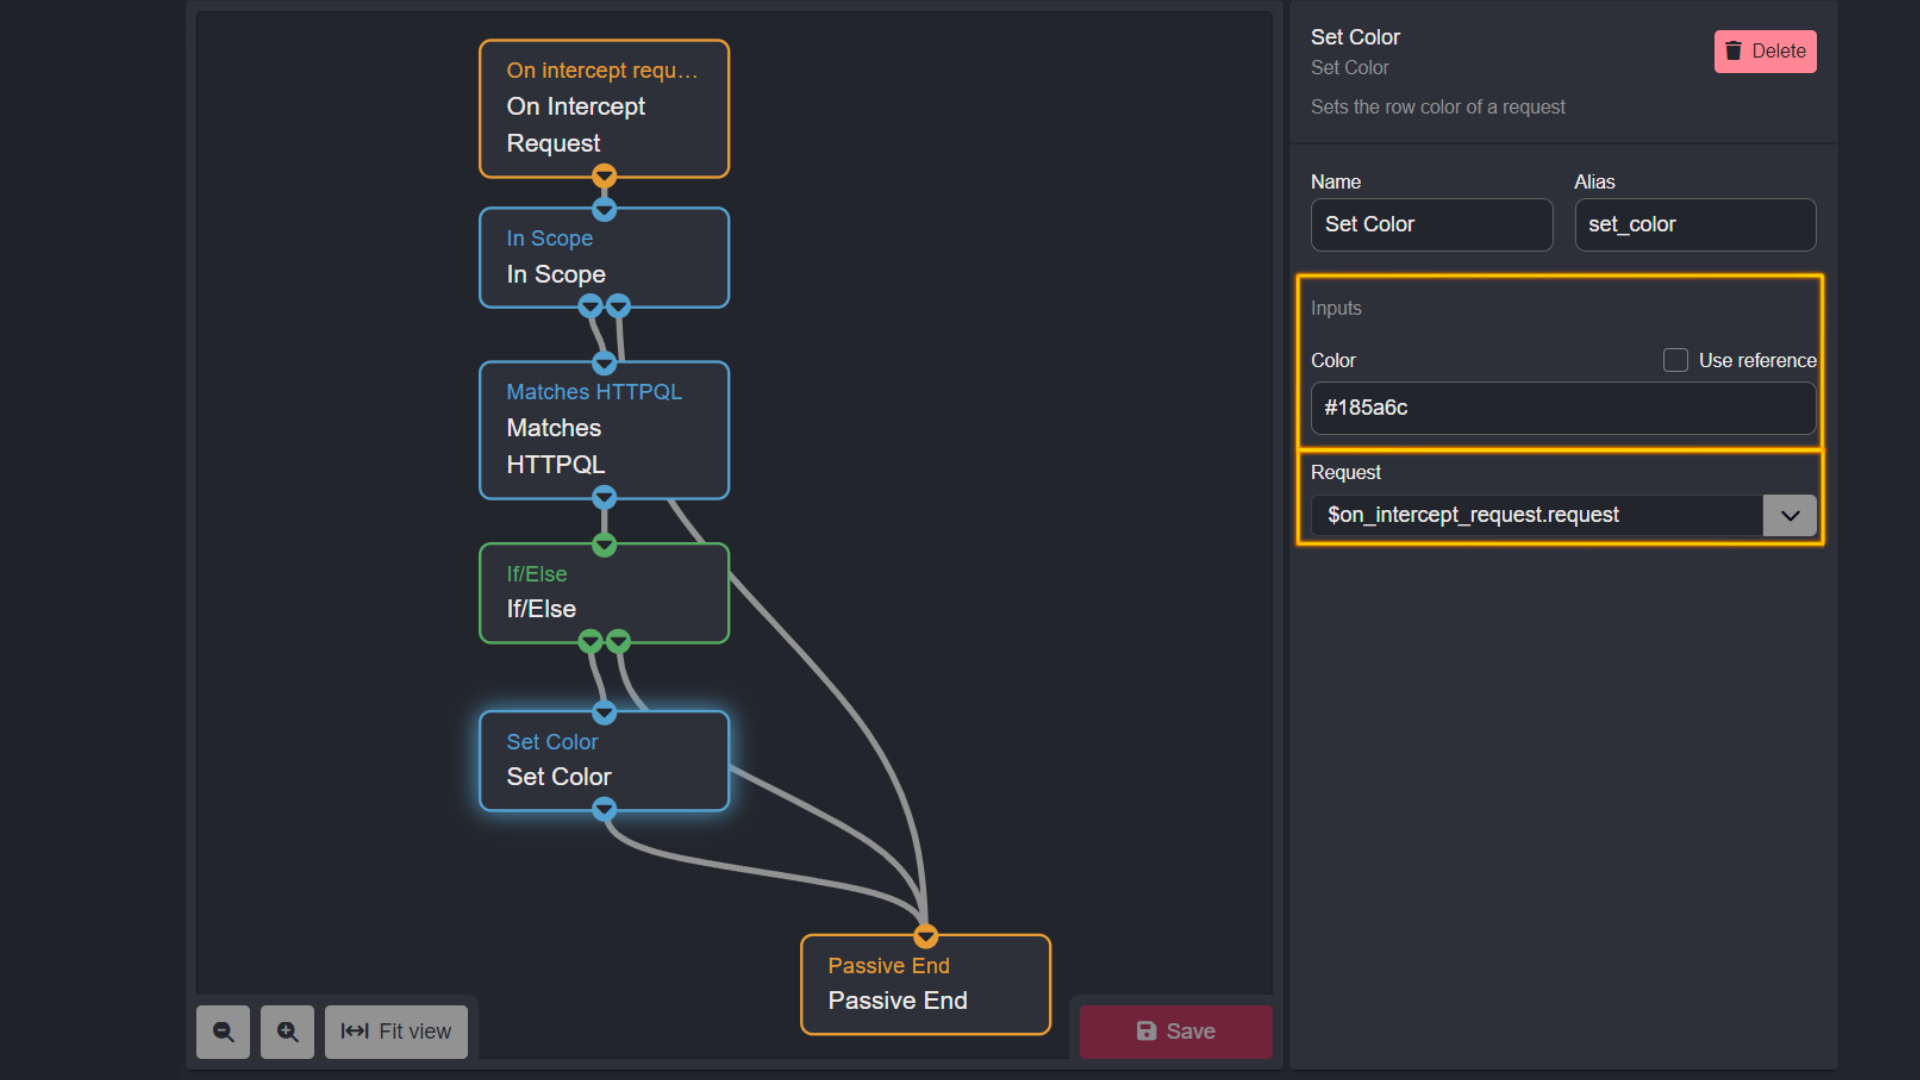 On intercept requ...
On Intercept
Request
In Scope
In Scope
Matches HTTPQL
Matches
HTTPQL
If/Else
If/Else
Set Color
Set Color
Passive End
Passive End
Fit view
Save
Set Color
Set Color
Delete
Sets the row color of a request
Name
Alias
Set Color
set_color
Inputs
Color
Use reference
#185a6c
Request
$on_intercept_request.request